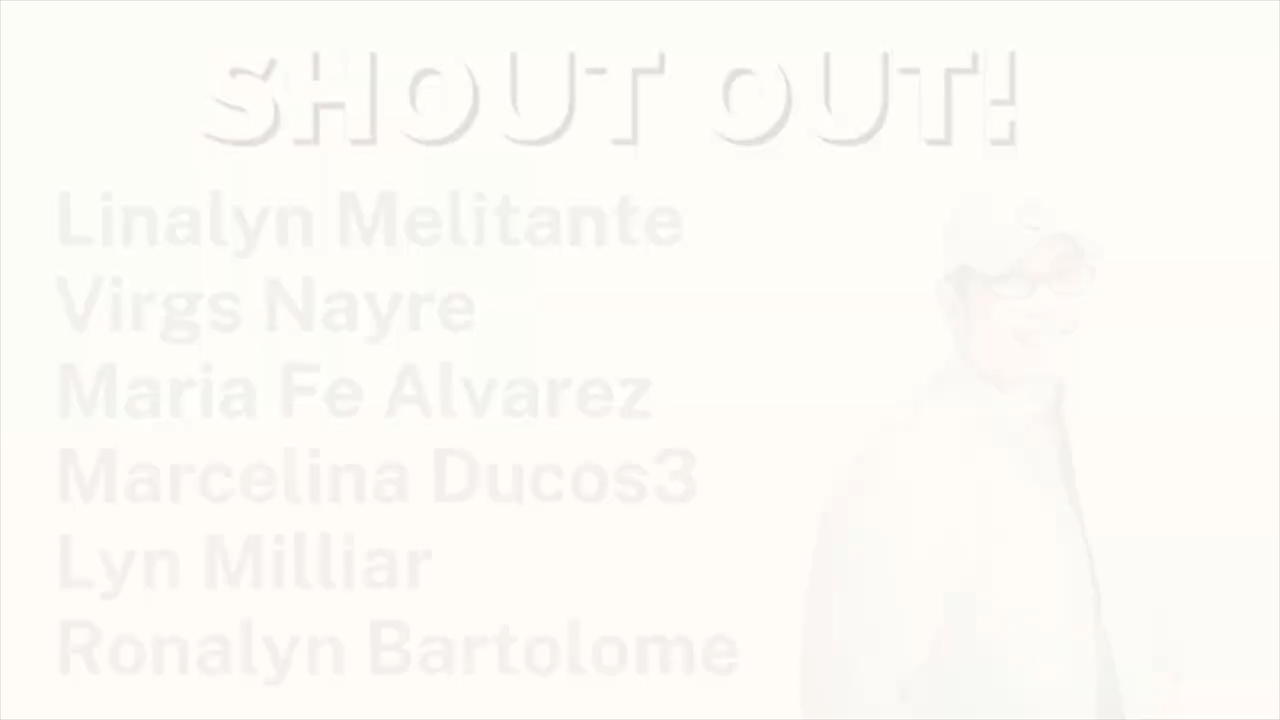 SHOUT OUT!
Linalyn Melitante
Virgs Nayre
Maria Fe Alvarez
Marcelina Ducos3
Lyn Milliar
Ronalyn Bartolome